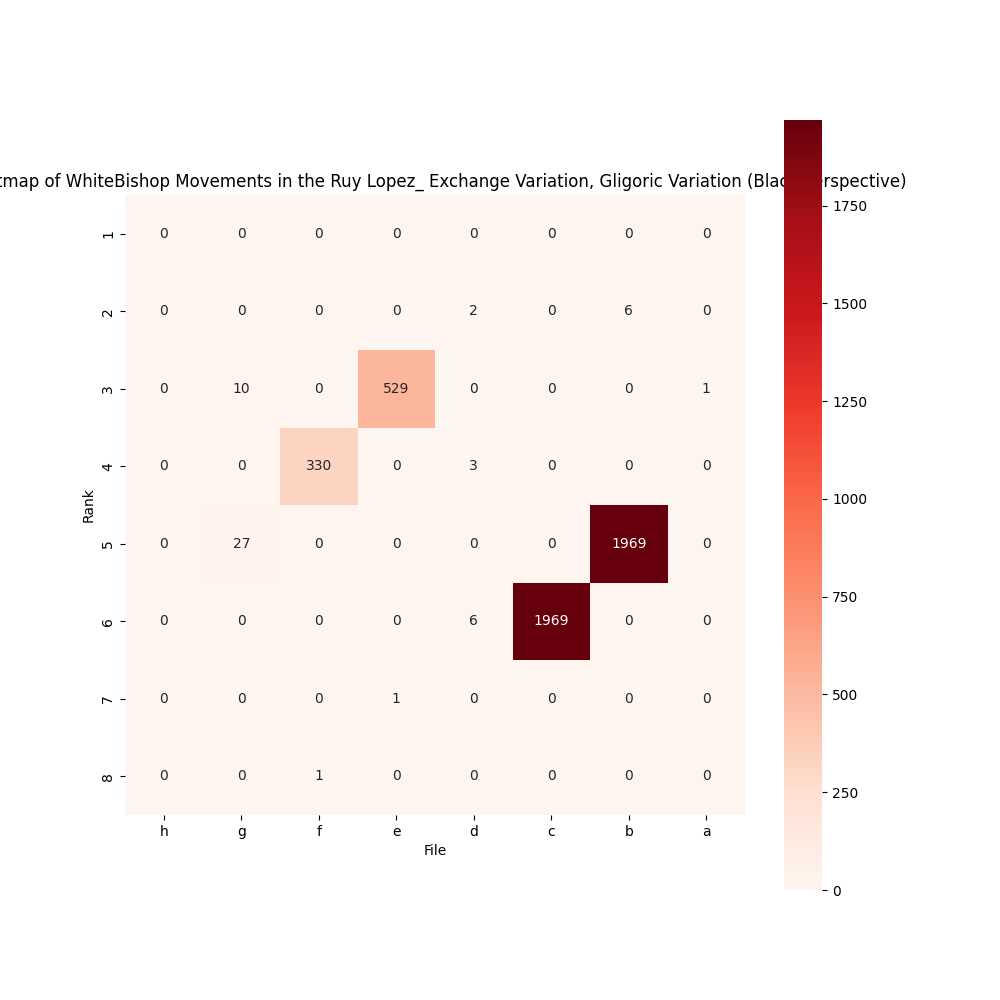 tmap of WhiteBishop Movements in the Ruy Lopez_ Exchange Variation, Gligoric Variation (Blac erspective)
1 0 0 0 0 0 0 0 0
2 0 0 0 0 2 0 6 0
3 0 10 0 529 0 0 0 1
4 0 0 330 0 3 0 0 0
5 0 27 0 0 0 0 1969 0
6 0 0 0 0 6 1969 0 0
7 0 0 0 1 0 0 0 0
8 0 0 1 0 0 0 0 0
h g f e d c b a
File
Rank
1750
1500
1250
1000
750
500
250
0